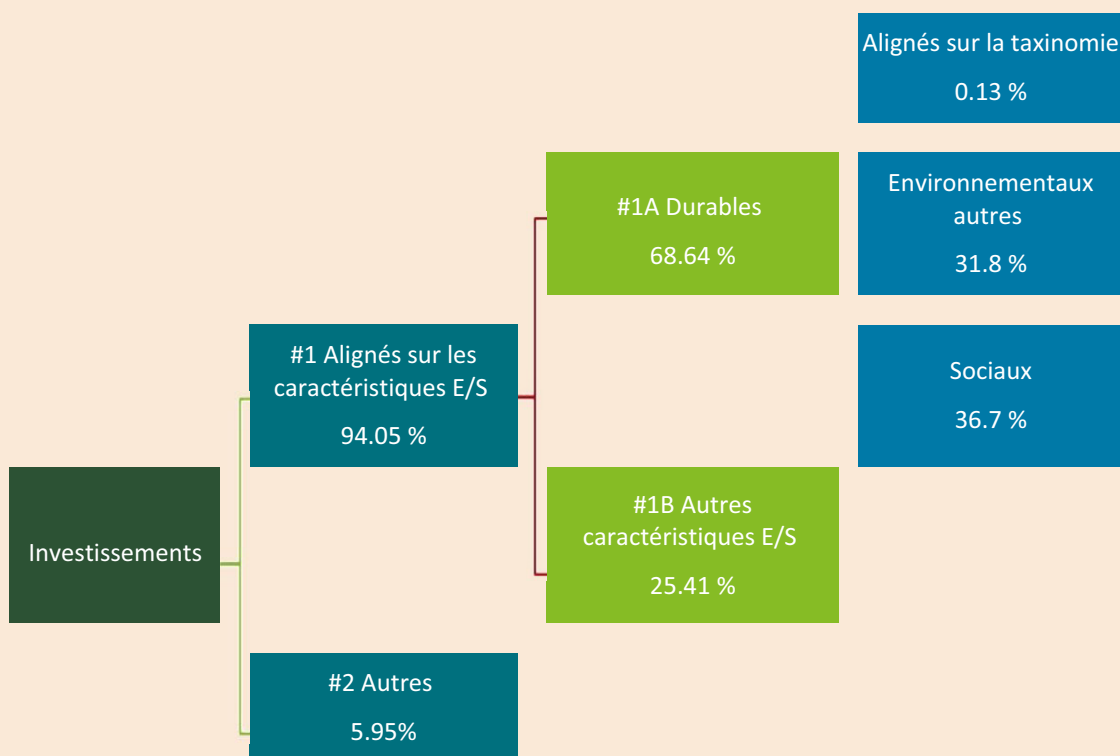 Alignés sur la taxinomie
0.13 %
#1A Durables
68.64 %
Environnementaux
autres
31.8 %
#1 Alignés sur les
caractéristiques E/S
94.05 %
Sociaux
36.7 %
Investissements
#1B Autres
caractéristiques E/S
25.41 %
#2 Autres
5.95%